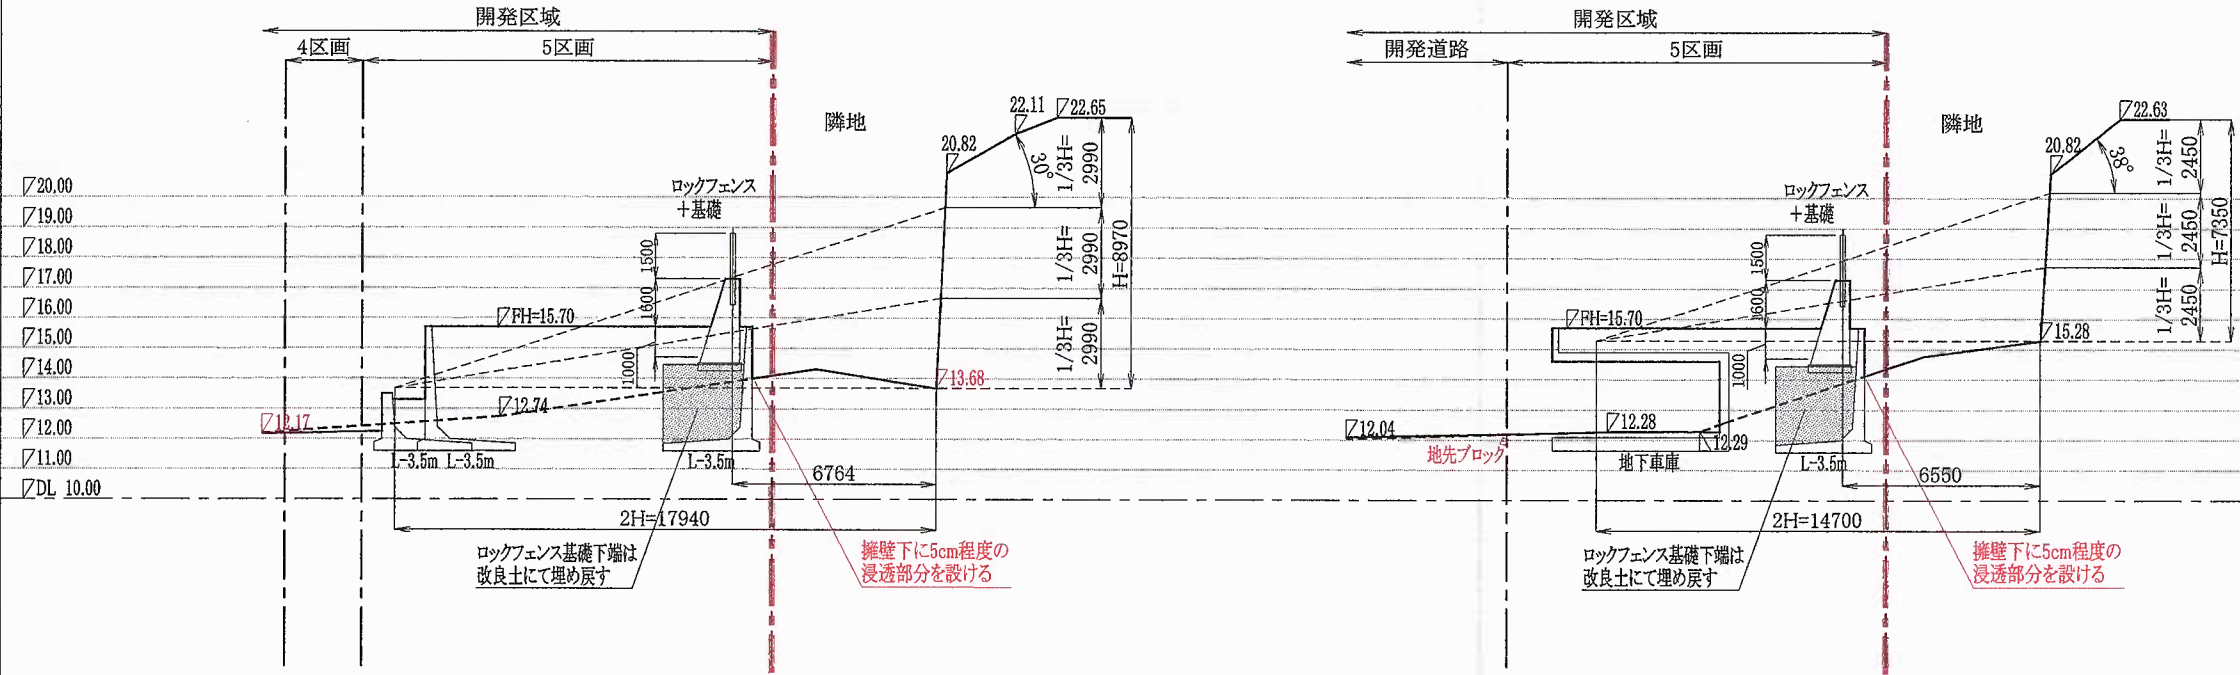 開発区域
4区画
5区画
隣地
22.11
22.65
20.82
30°
1/3H=
2990
1/3H=
2990
1/3H=
2990
H=8970
20.00
19.00
18.00
17.00
16.00
15.00
14.00
13.00
12.00
11.00
DL 10.00
ロックフェンス
+基礎
1500
1600
1000
FH=15.70
13.68
12.74
12.17
L-3.5m
L-3.5m
L-3.5m
6764
2H=17940
ロックフェンス基礎下端は
改良土にて埋め戻す
擁壁下に5cm程度の
浸透部分を設ける
開発区域
開発道路
5区画
隣地
22.63
20.82
38°
1/3H=
2450
1/3H=
2450
1/3H=
2450
H=7350
ロックフェンス
+基礎
1500
1600
1000
FH=15.70
15.28
12.28
12.29
12.04
地先ブロック
地下車庫
L-3.5m
6550
2H=14700
ロックフェンス基礎下端は
改良土にて埋め戻す
擁壁下に5cm程度の
浸透部分を設ける